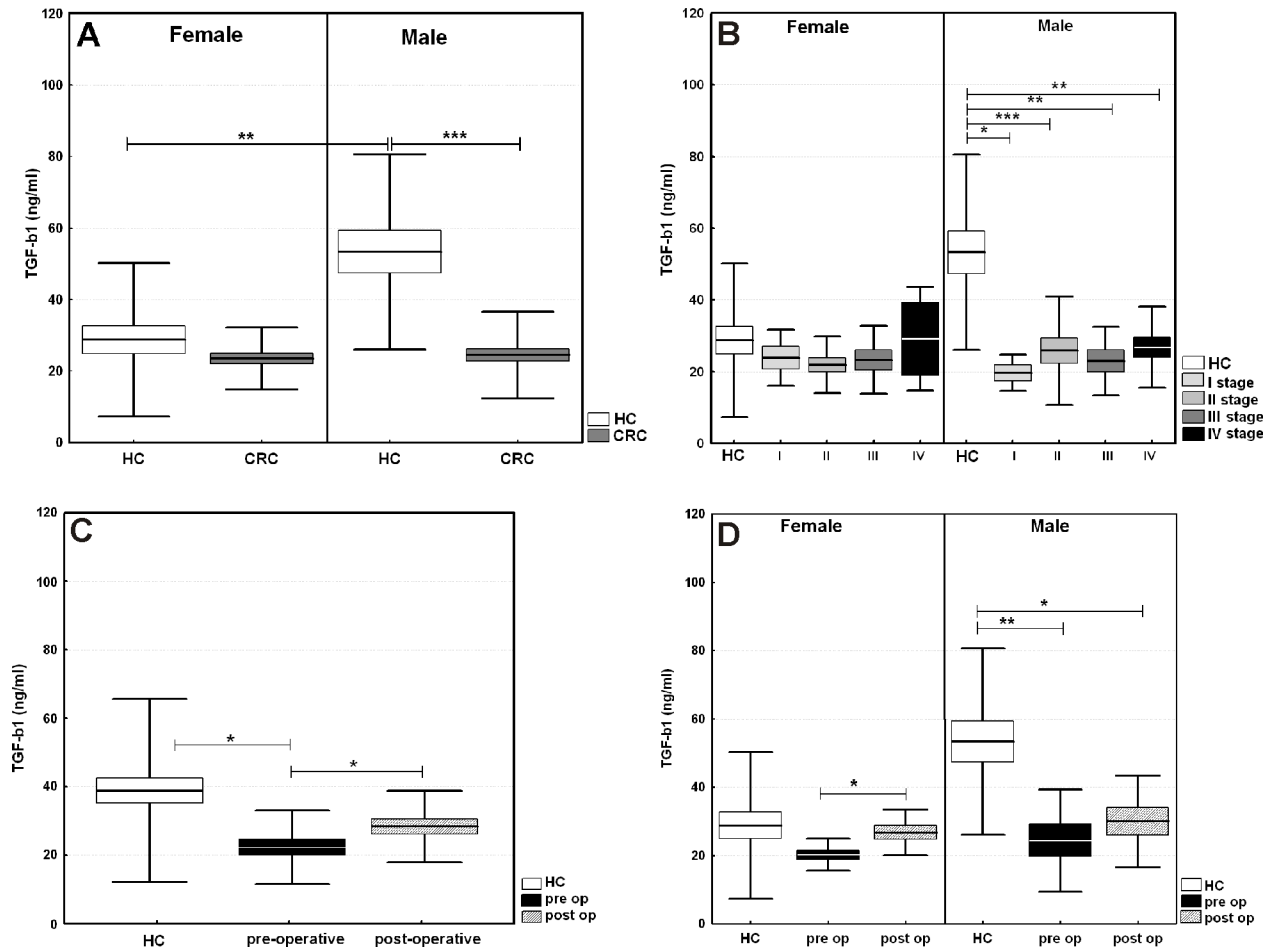 A
Female
Male
TGF-b1 (ng/ml)
120
100
80
60
40
20
0
**
***
HC
CRC
HC
CRC
HC
CRC
B
Female
Male
TGF-b1 (ng/ml)
120
100
80
60
40
20
0
**
**
***
*
HC
I
II
III
IV
HC
I
II
III
IV
HC
I stage
II stage
III stage
IV stage
C
TGF-b1 (ng/ml)
120
100
80
60
40
20
0
*
*
HC
pre-operative
post-operative
HC
pre op
post op
D
Female
Male
TGF-b1 (ng/ml)
120
100
80
60
40
20
0
*
*
**
HC
pre op
post op
HC
pre op
post op
HC
pre op
post op